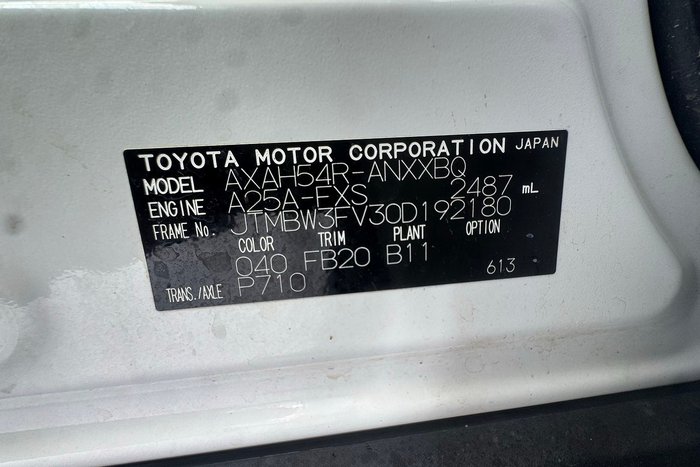 TOYOTA MOTOR CORPORATION JAPAN
MODEL AXAH54R-ANXXBQ
ENGINE A25A-FXS 2487 mL
FRAME No. JTMBW3FV30D192180
COLOR TRIM PLANT OPTION
040 FB20 B11
TRANS./AXLE P710 613